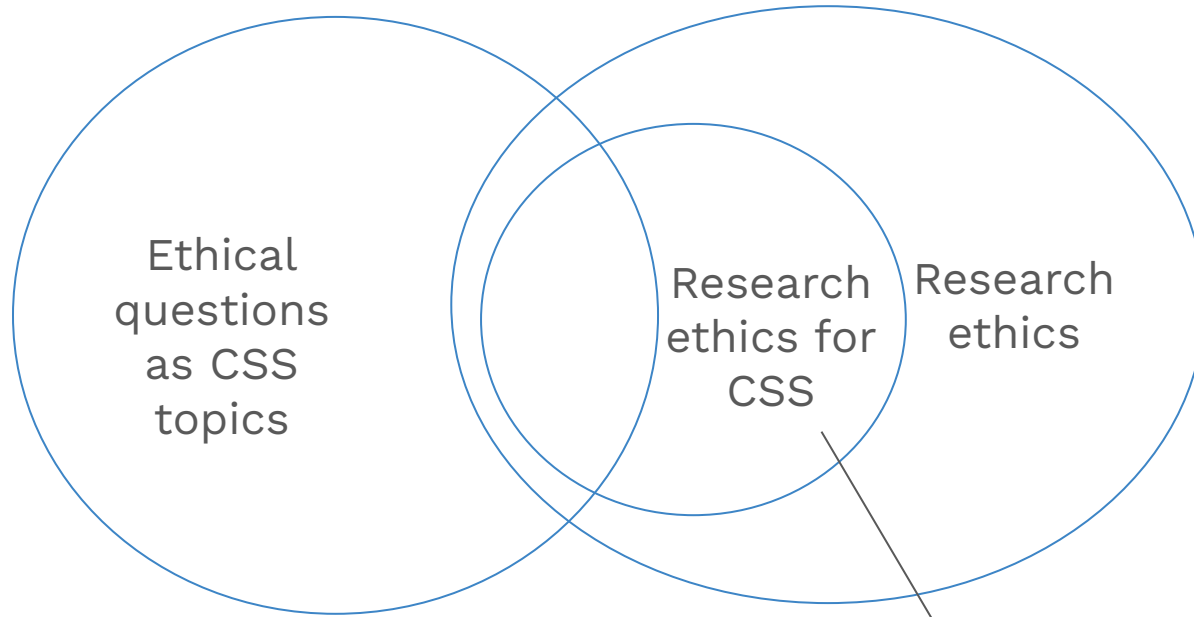 Ethical
questions
as CSS
topics
Research
ethics for
CSS
Research
ethics